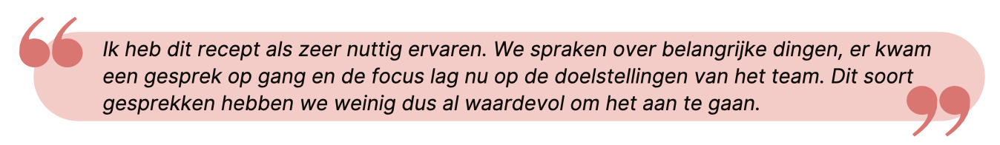 Ik heb dit recept als zeer nuttig ervaren. We spraken over belangrijke dingen, er kwam
een gesprek op gang en de focus lag nu op de doelstellingen van het team. Dit soort
gesprekken hebben we weinig dus al waardevol om het aan te gaan.